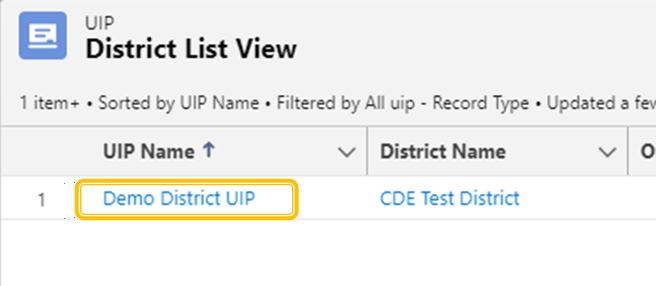 UIP
District List View
1 item+ • Sorted by UIP Name • Filtered by All uip - Record Type • Updated a few
UIP Name ↑ District Name
1 Demo District UIP CDE Test District